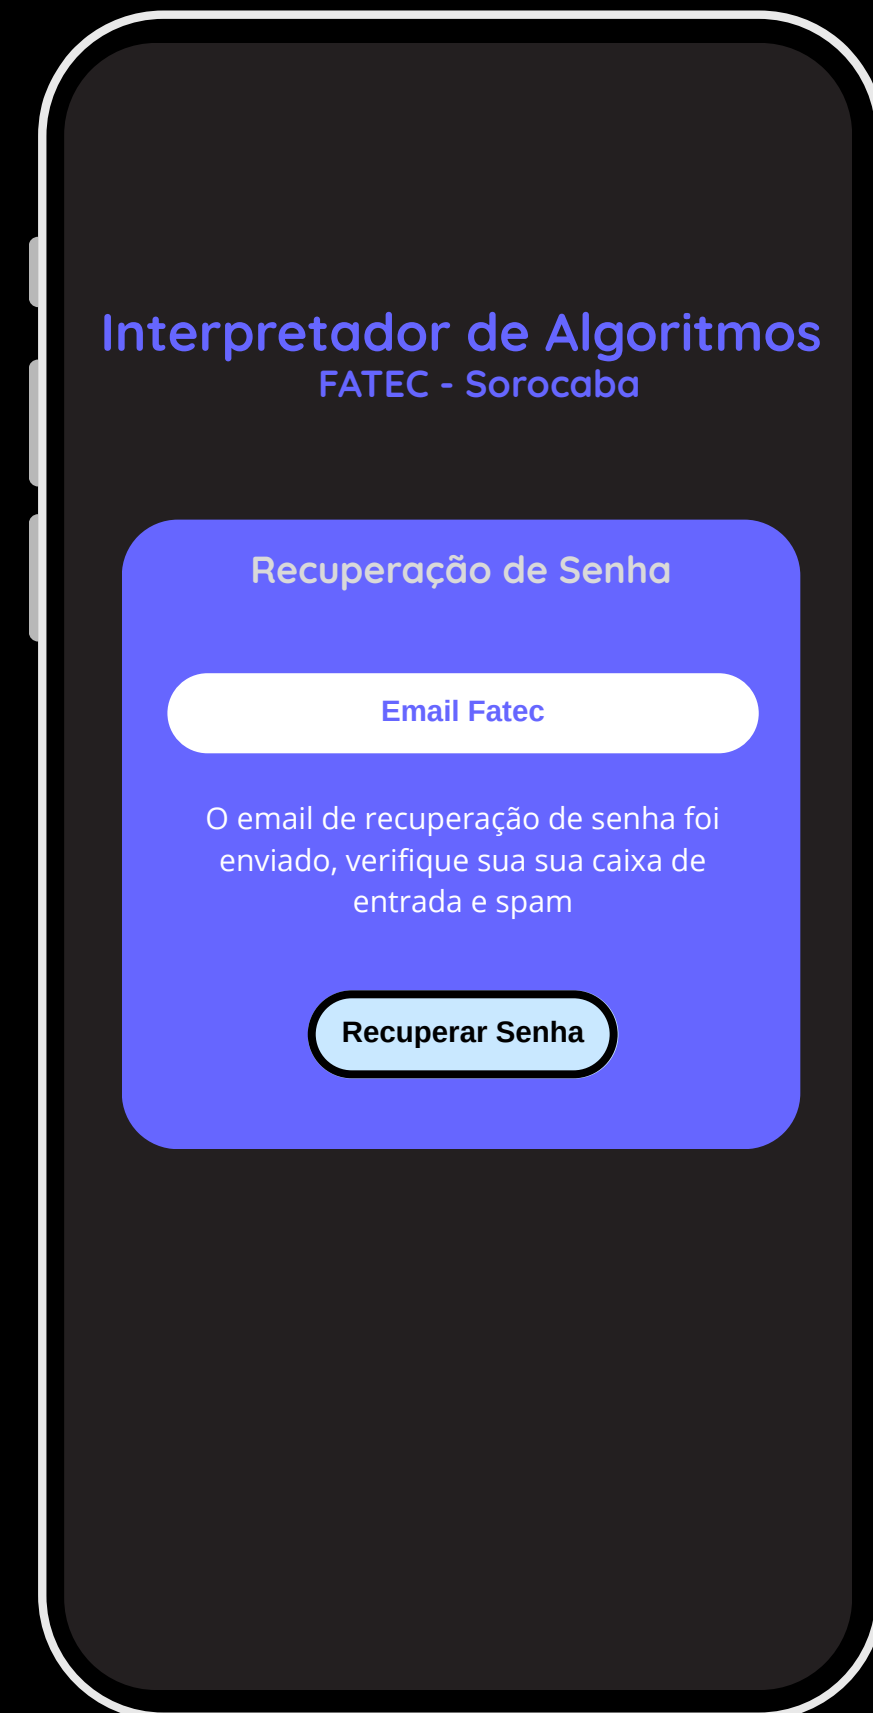 Interpretador de Algoritmos
FATEC - Sorocaba
Recuperação de Senha
Email Fatec
O email de recuperação de senha foi
enviado, verifique sua sua caixa de
entrada e spam
Recuperar Senha